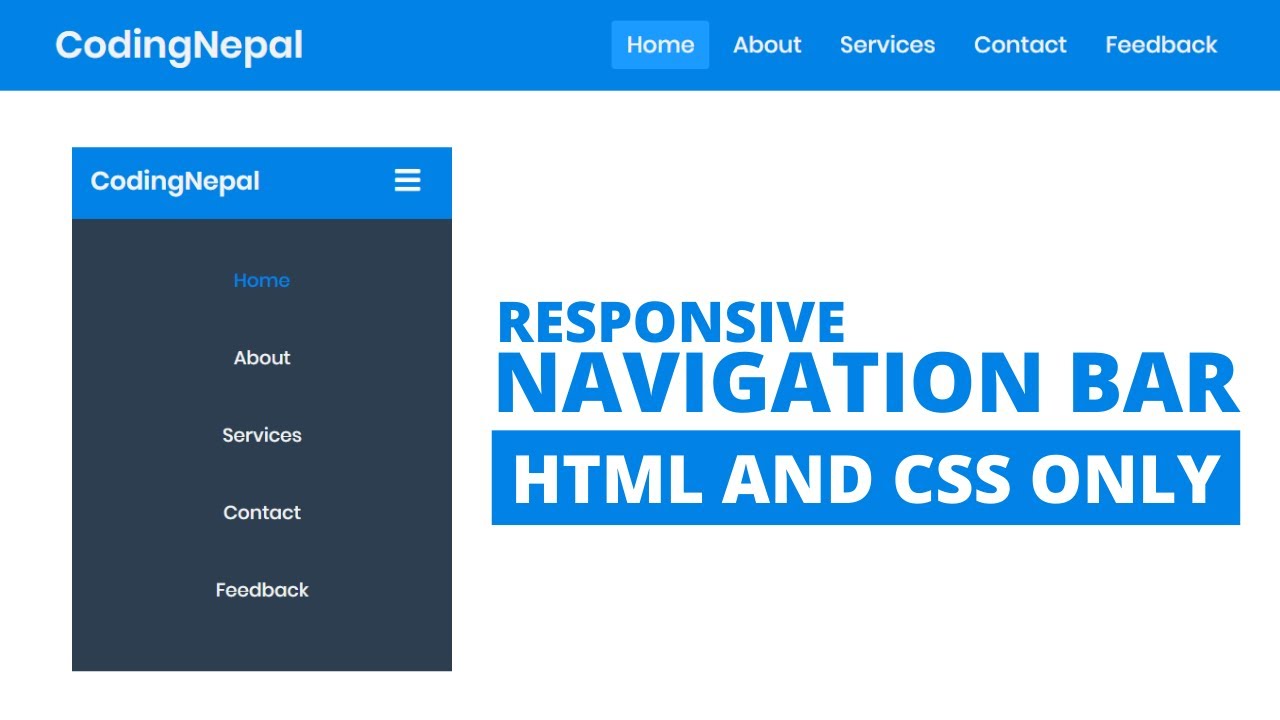 CodingNepal Home About Services Contact Feedback
CodingNepal
Home
About
Services
Contact
Feedback
RESPONSIVE
NAVIGATION BAR
HTML AND CSS ONLY